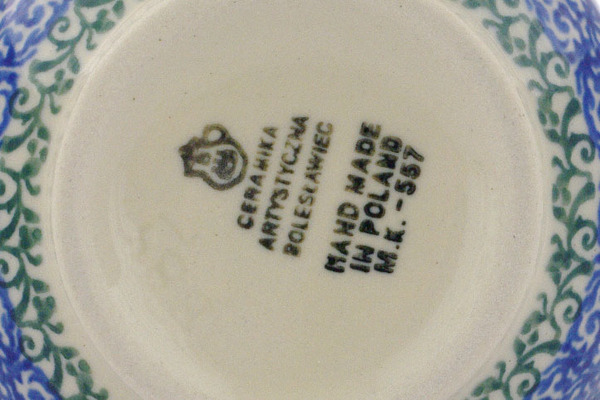 CERAMIKA
ARTYSTYCZNA
BOLESŁAWIEC
HAND MADE
IN POLAND
M.K. -557